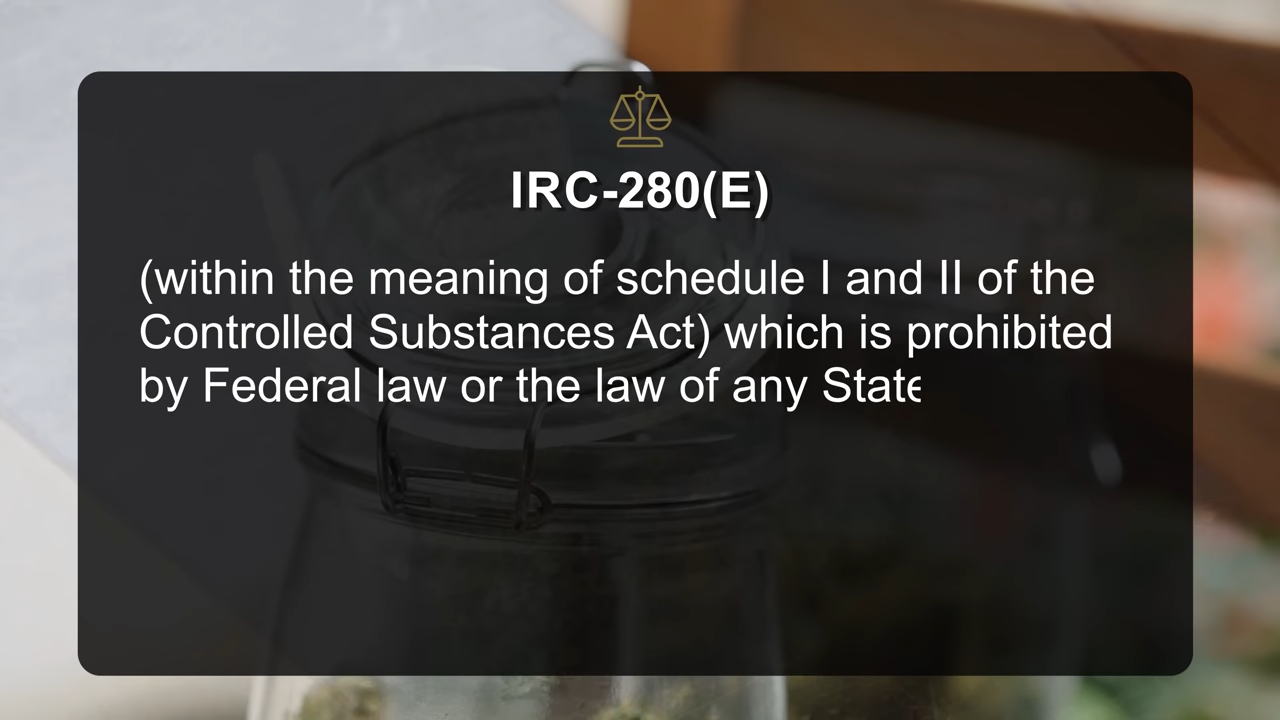 IRC-280(E)
(within the meaning of schedule I and II of the
Controlled Substances Act) which is prohibited
by Federal law or the law of any State